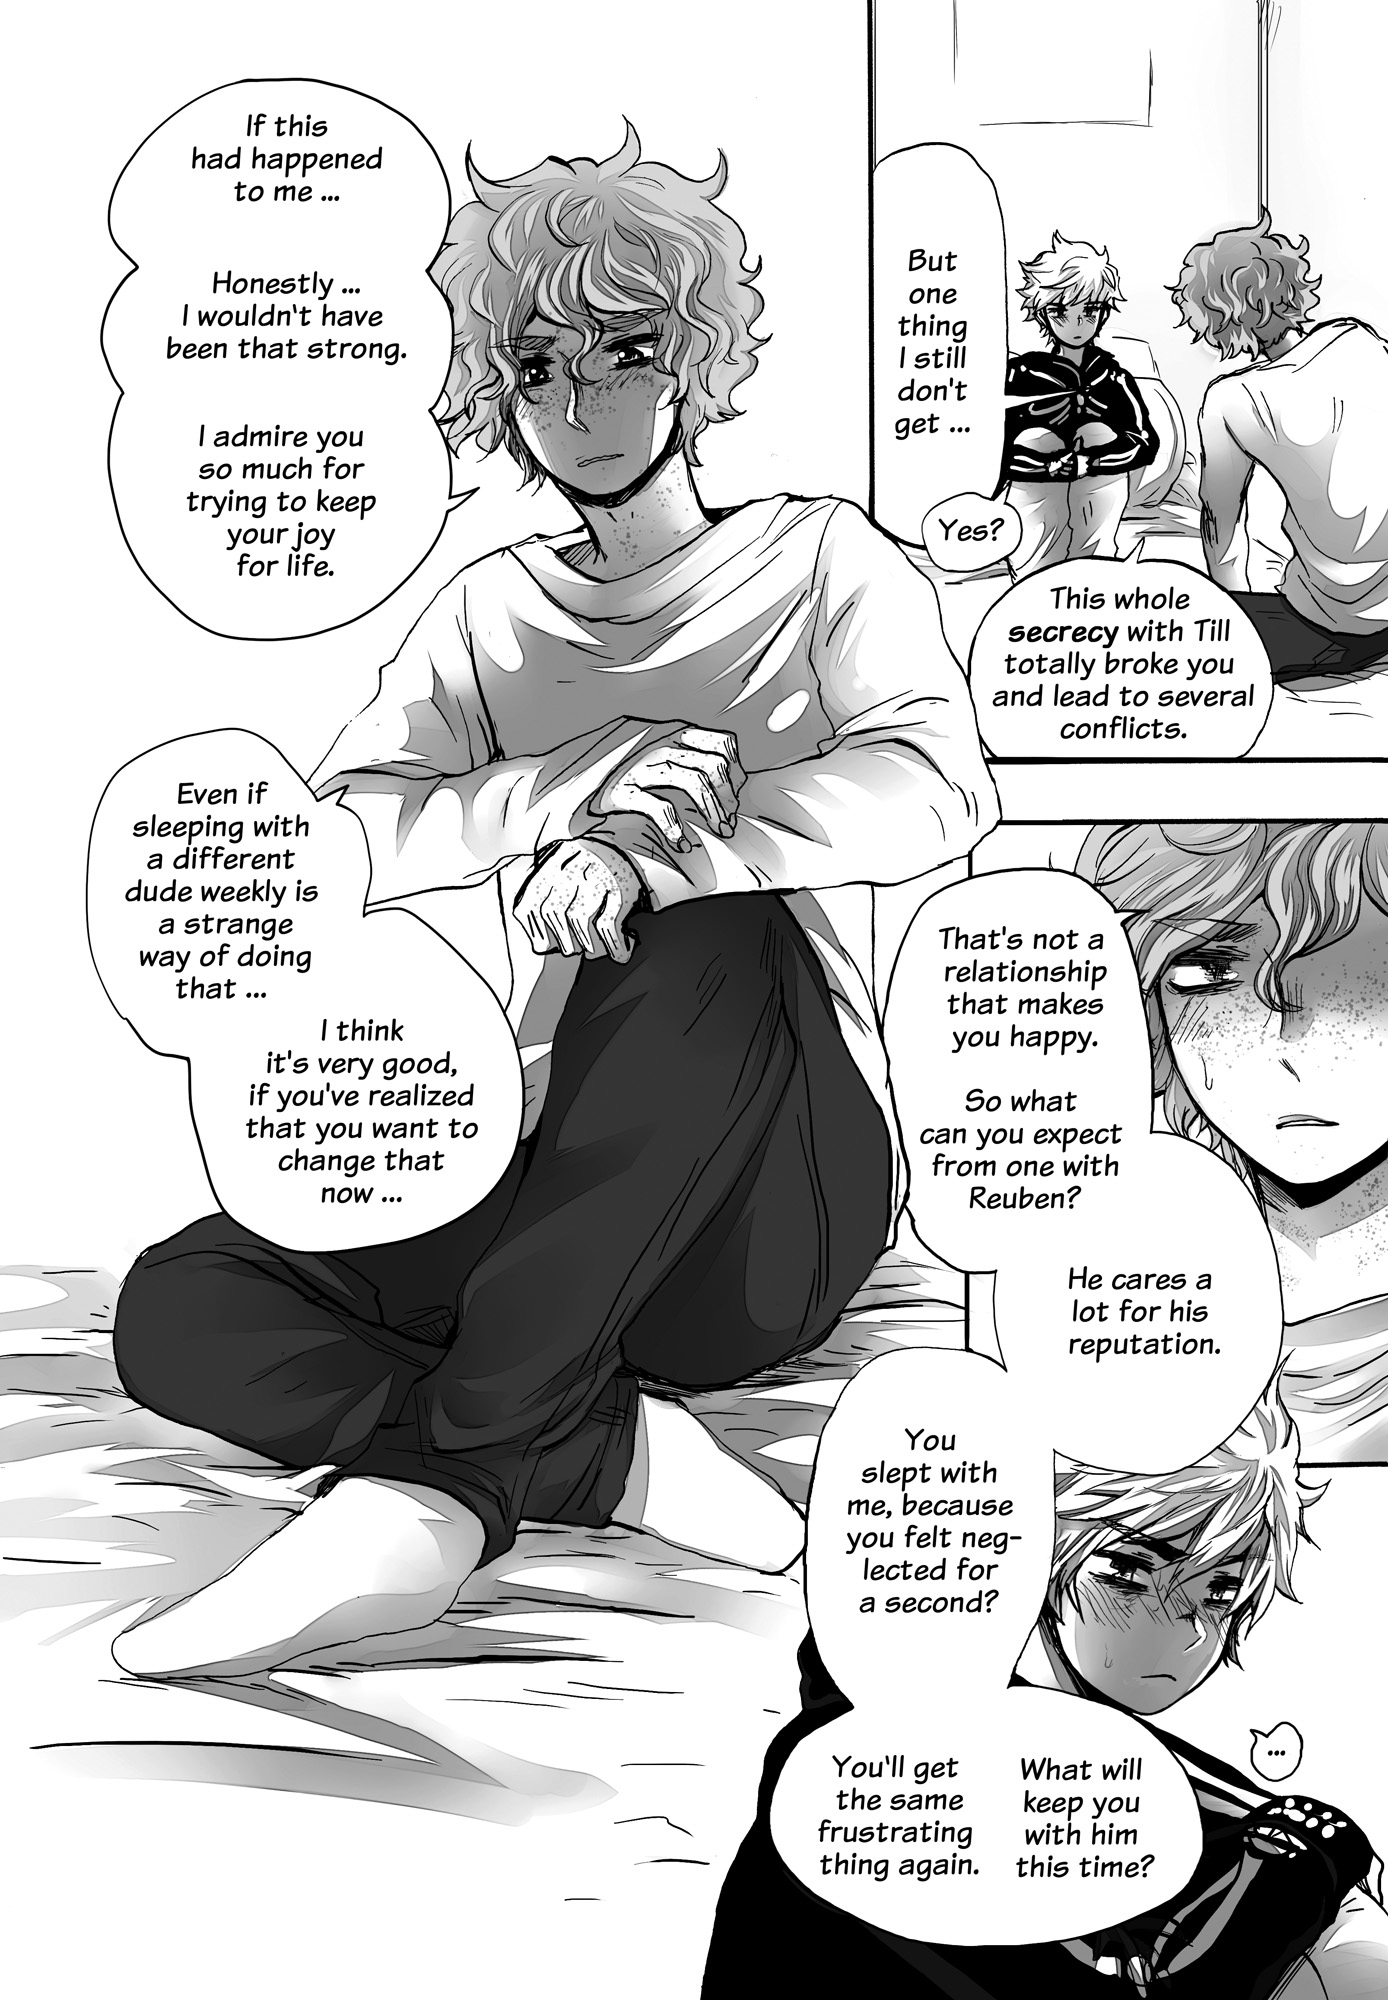 If this
had happened
to me ...
Honestly ...
I wouldn't have
been that strong.
I admire you
so much for
trying to keep
your joy
for life.
Even if
sleeping with
a different
dude weekly is
a strange
way of doing
that ...
I think
it's very good,
if you've realized
that you want to
change that
now ...
But
one
thing
I still
don't
get ...
Yes?
This whole
secrecy with Till
totally broke you
and lead to several
conflicts.
That's not a
relationship
that makes
you happy.
So what
can you expect
from one with
Reuben?
He cares a
lot for his
reputation.
You
slept with
me, because
you felt neg-
lected for
a second?
You'll get
the same
frustrating
thing again.
What will
keep you
with him
this time?
...